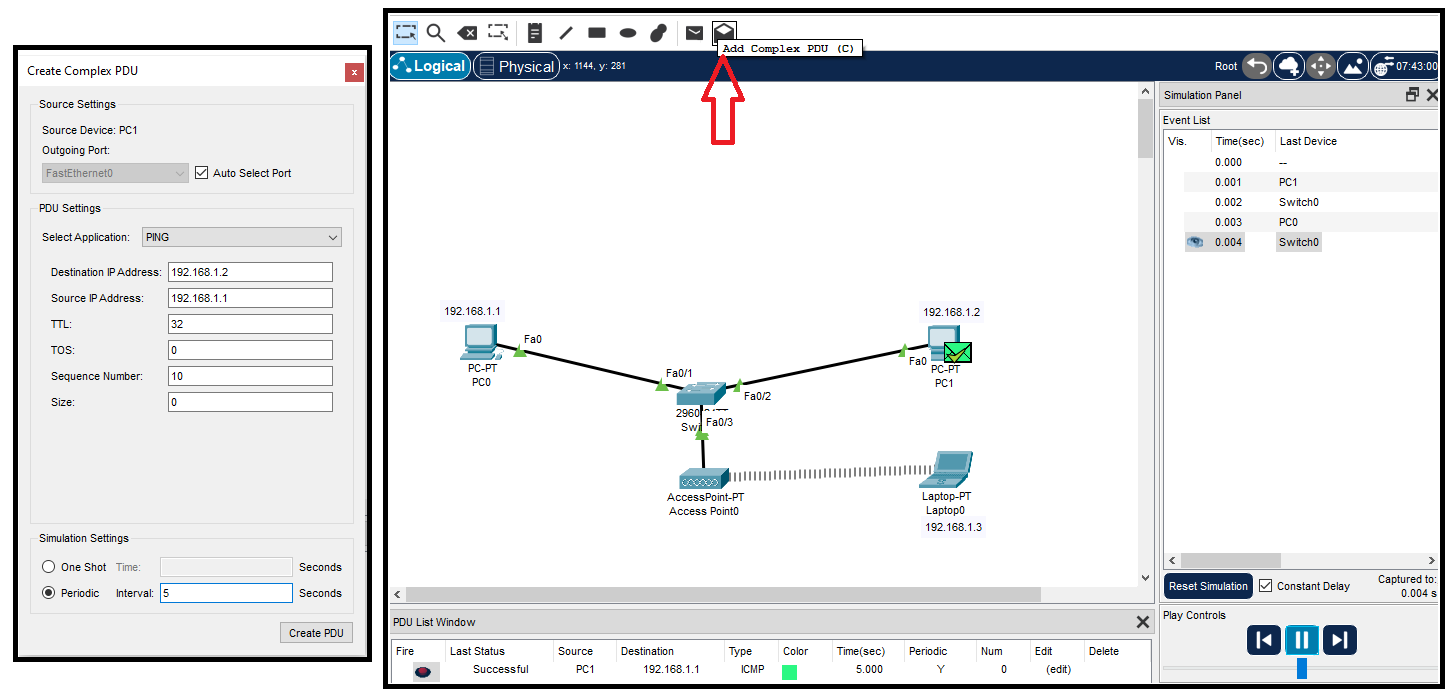 Create Complex PDU
x
Source Settings
Source Device: PC1
Outgoing Port:
FastEthernet0
Auto Select Port
PDU Settings
Select Application: PING
Destination IP Address: 192.168.1.2
Source IP Address: 192.168.1.1
TTL: 32
TOS: 0
Sequence Number: 10
Size: 0
Simulation Settings
One Shot Time: Seconds
Periodic Interval: 5 Seconds
Create PDU
Add Complex PDU (C)
Logical Physical x: 1144, y: 281 Root 07:43:00
192.168.1.1
Fa0
PC-PT
PC0
192.168.1.2
Fa0
PC-PT
PC1
Fa0/1
Fa0/2
2960
Swi
Fa0/3
AccessPoint-PT
Access Point0
Laptop-PT
Laptop0
192.168.1.3
Simulation Panel
Event List
Vis. Time(sec) Last Device
0.000 --
0.001 PC1
0.002 Switch0
0.003 PC0
0.004 Switch0
Reset Simulation Constant Delay Captured to:
0.004 s
Play Controls
PDU List Window
Fire Last Status Source Destination Type Color Time(sec) Periodic Num Edit Delete
Successful PC1 192.168.1.1 ICMP 5.000 Y 0 (edit)